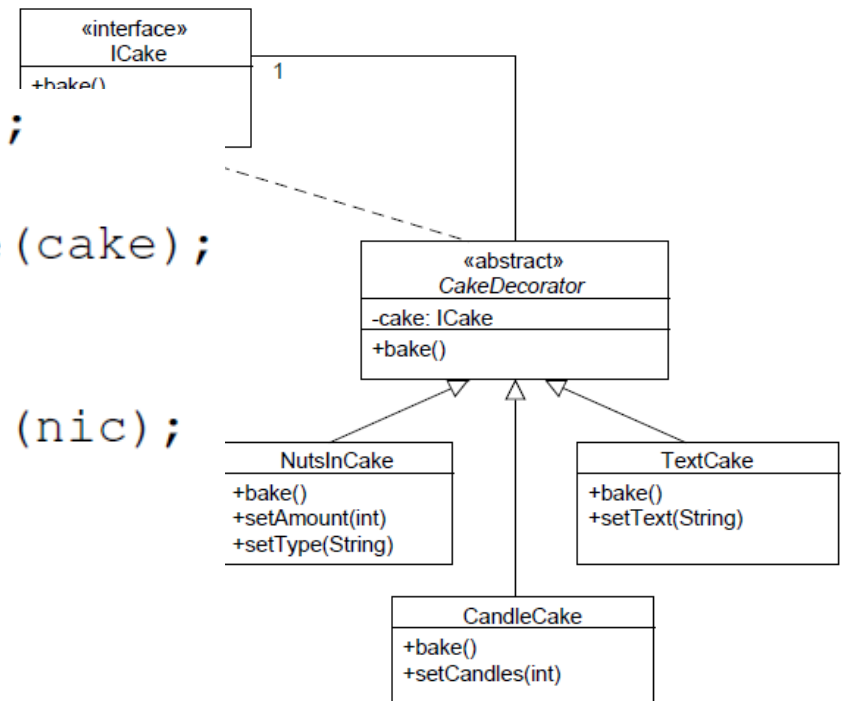 «interface»
ICake
1
+bake()
;
(cake);
«abstract»
CakeDecorator
-cake: ICake
+bake()
(nic);
NutsInCake
+bake()
+setAmount(int)
+setType(String)
TextCake
+bake()
+setText(String)
CandleCake
+bake()
+setCandles(int)